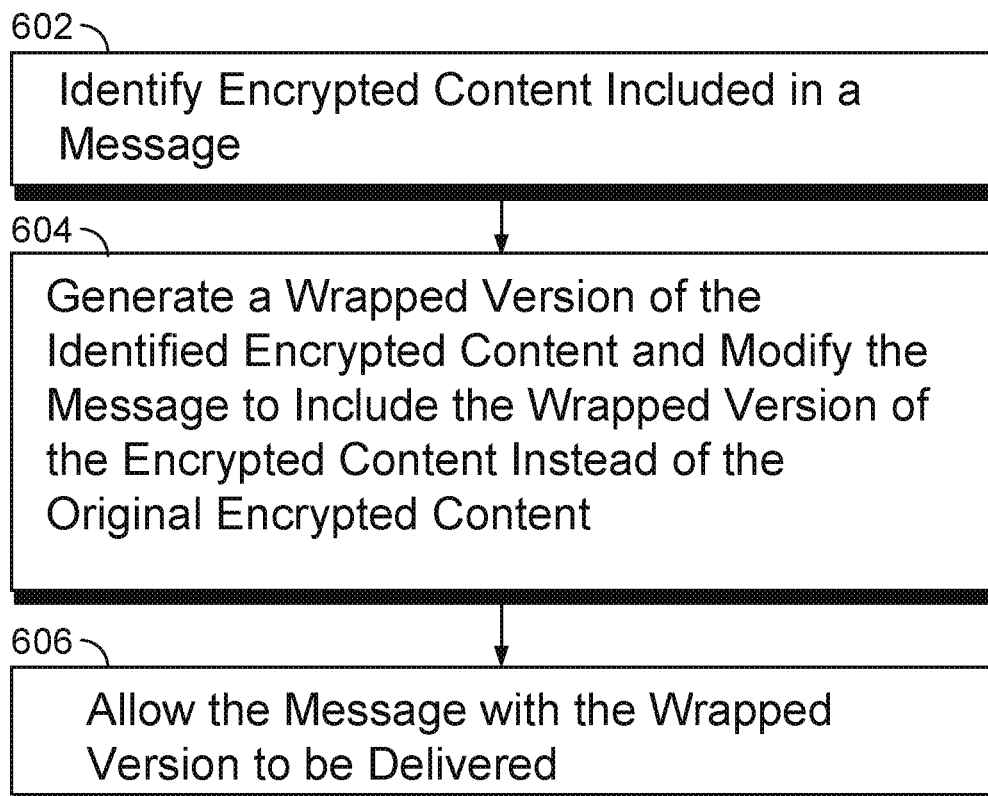 602
Identify Encrypted Content Included in a
Message
604
Generate a Wrapped Version of the
Identified Encrypted Content and Modify the
Message to Include the Wrapped Version of
the Encrypted Content Instead of the
Original Encrypted Content
606
Allow the Message with the Wrapped
Version to be Delivered